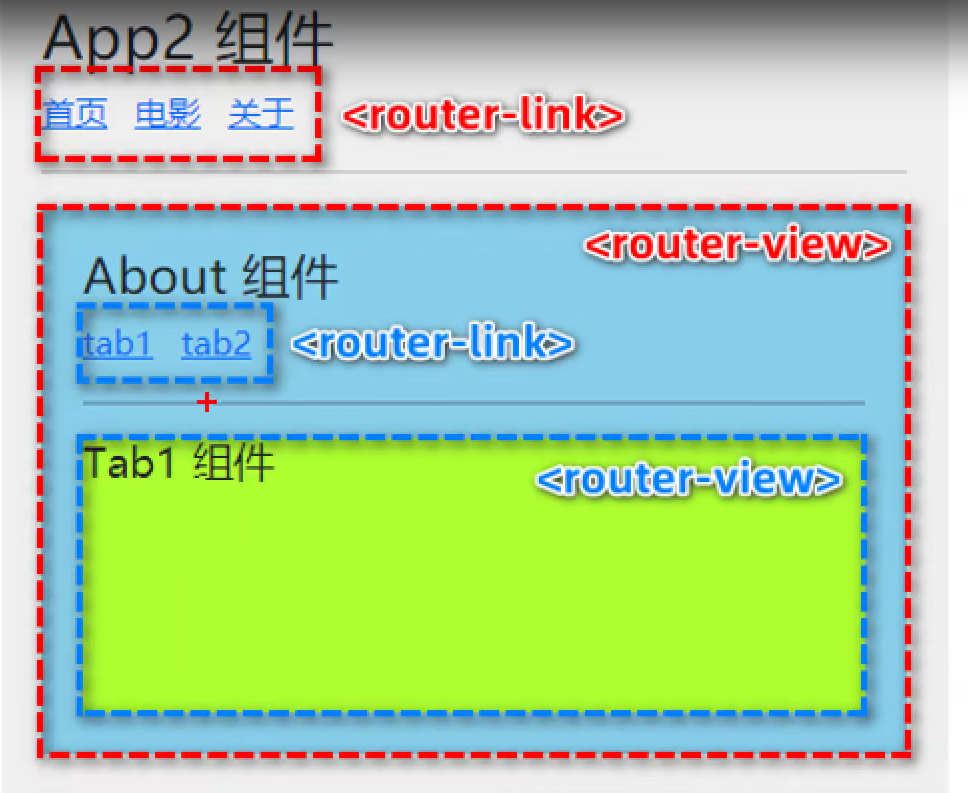 App2 组件
首页 电影 关于 <router-link>
<router-view>
About 组件
tab1 tab2 <router-link>
Tab1 组件 <router-view>